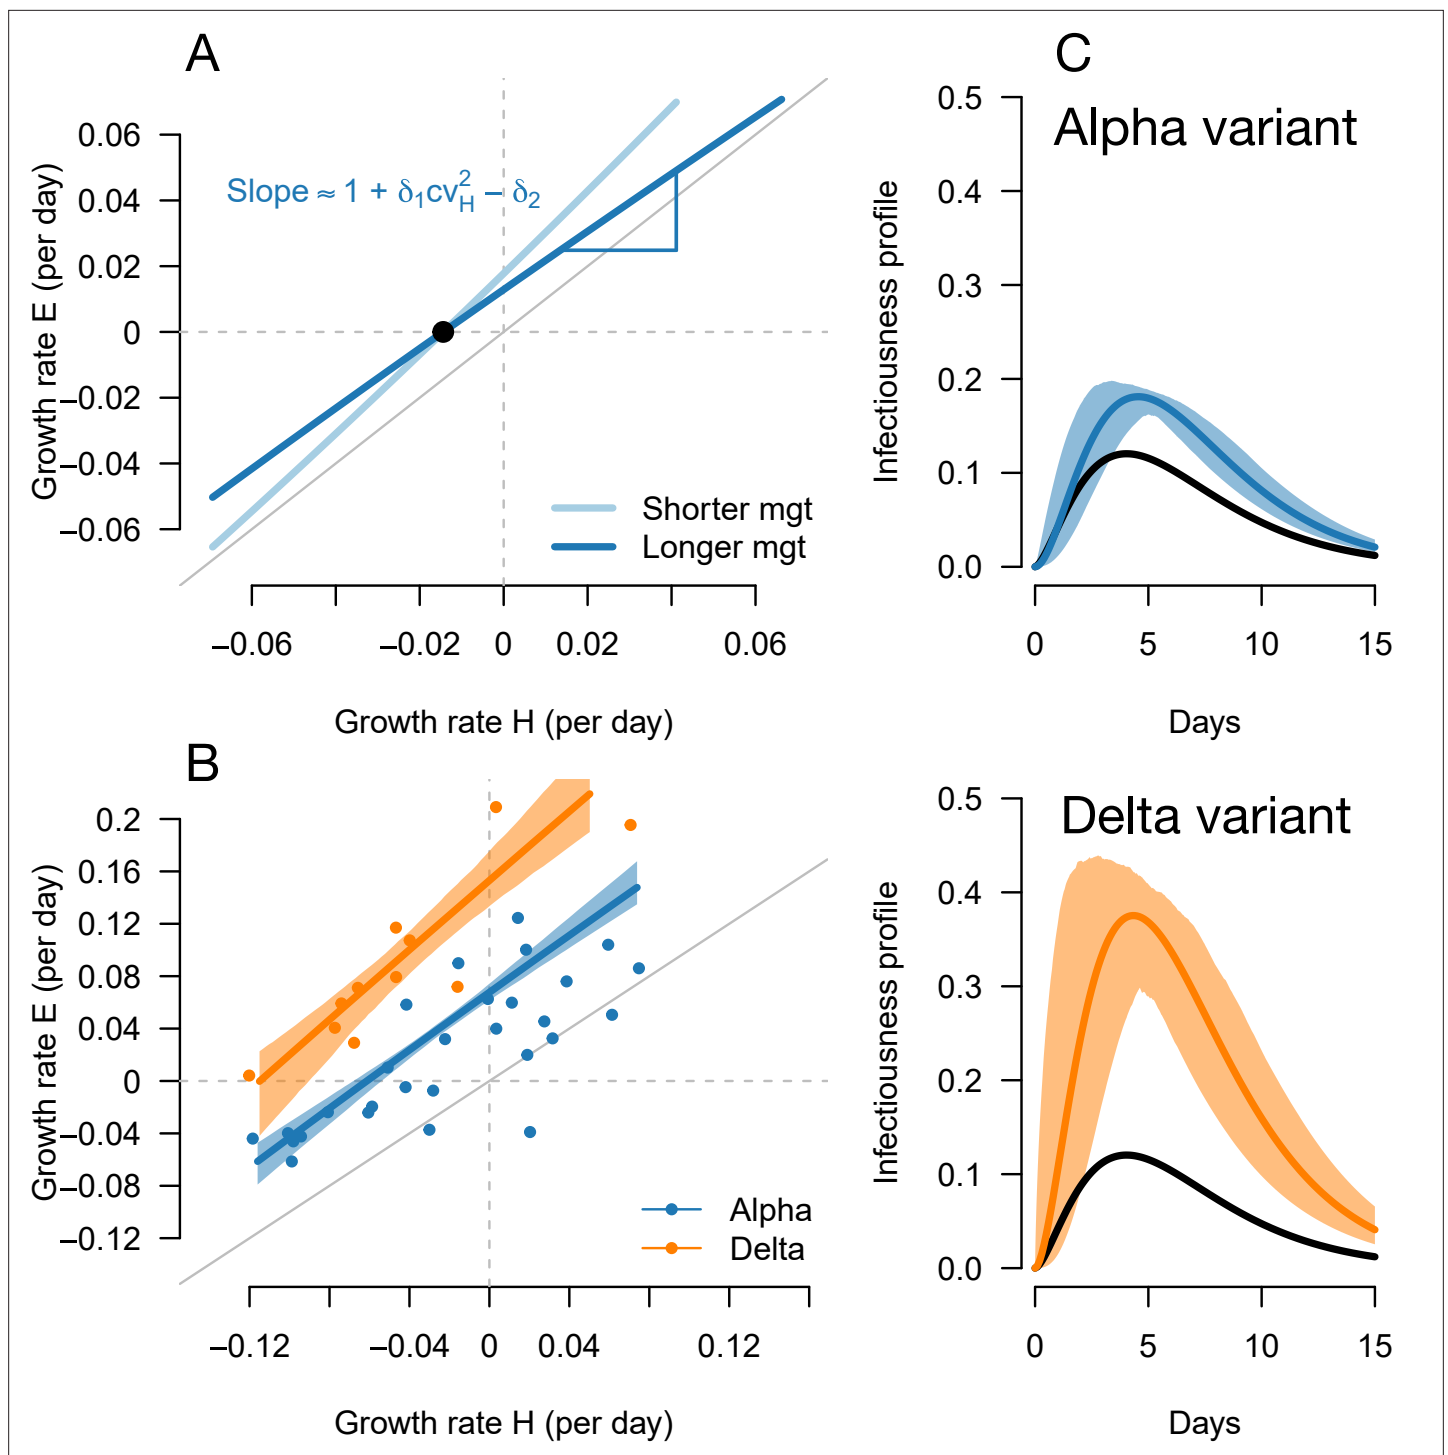 A
Growth rate E (per day)
0.06
0.04
0.02
0
−0.02
−0.04
−0.06
Slope ≈ 1 + δ₁cv²_H − δ₂
Shorter mgt
Longer mgt
−0.06
−0.02
0
0.02
0.06
Growth rate H (per day)
C
Alpha variant
Infectiousness profile
0.5
0.4
0.3
0.2
0.1
0.0
0
5
10
15
Days
B
Growth rate E (per day)
0.2
0.16
0.12
0.08
0.04
0
−0.04
−0.08
−0.12
Alpha
Delta
−0.12
−0.04
0
0.04
0.12
Growth rate H (per day)
Delta variant
Infectiousness profile
0.5
0.4
0.3
0.2
0.1
0.0
0
5
10
15
Days